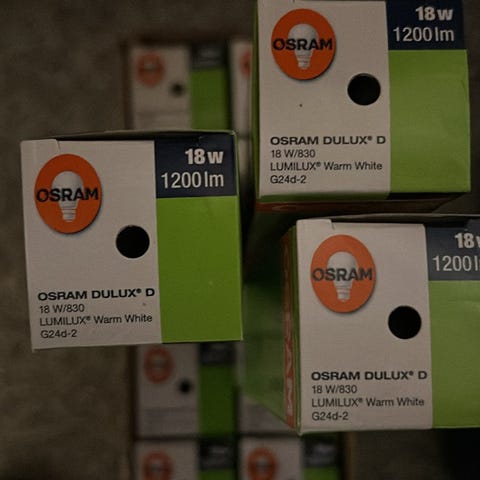 OSRAM
18 W
1200 lm
OSRAM DULUX® D
18 W/830
LUMILUX® Warm White
G24d-2
OSRAM
18 W
1200 lm
OSRAM DULUX® D
18 W/830
LUMILUX® Warm White
G24d-2
OSRAM
18
1200 l
OSRAM DULUX® D
18 W/830
LUMILUX® Warm White
G24d-2